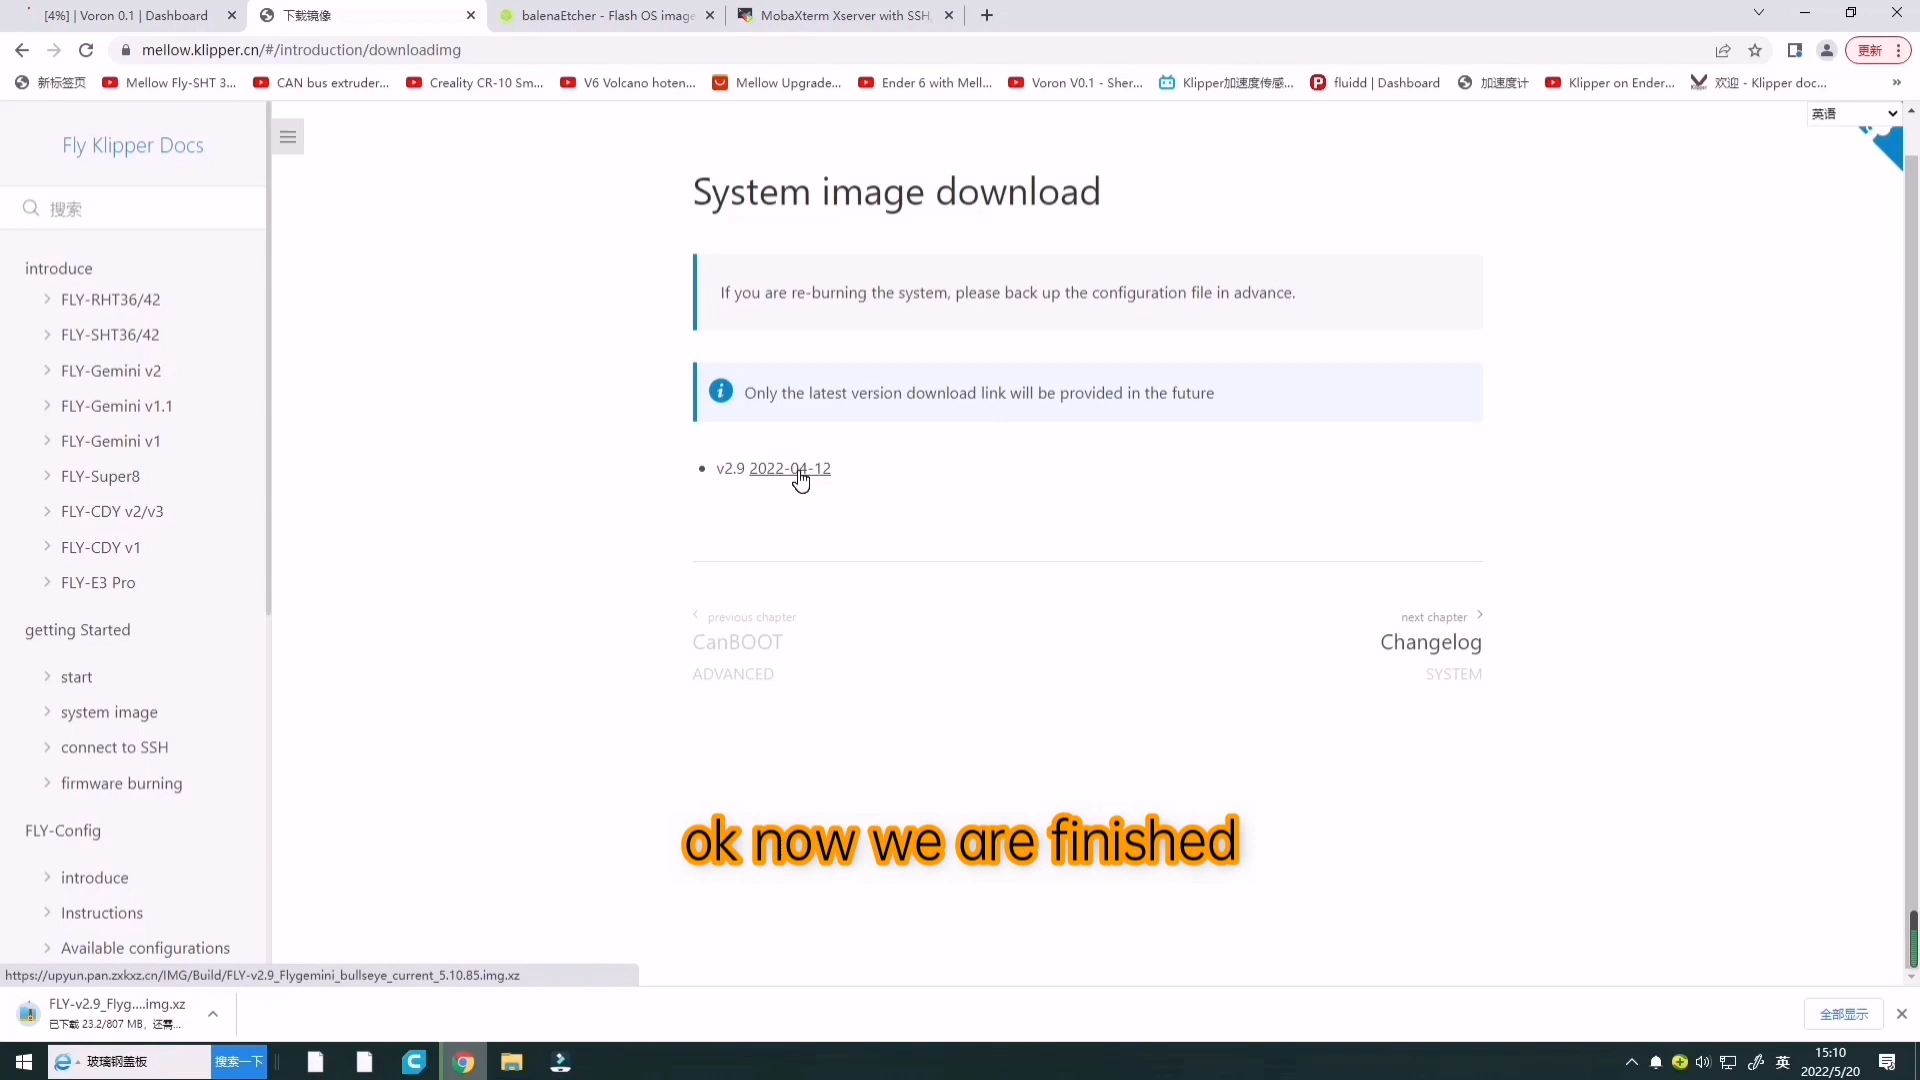 [4%] | Voron 0.1 | Dashboard
下载镜像
balenaEtcher - Flash OS image
MobaXterm Xserver with SSH,
mellow.klipper.cn/#/introduction/downloadimg
更新
新标签页
Mellow Fly-SHT 3...
CAN bus extruder...
Creality CR-10 Sm...
V6 Volcano hoten...
Mellow Upgrade...
Ender 6 with Mell...
Voron V0.1 - Sher...
Klipper加速度传感...
fluidd | Dashboard
加速度计
Klipper on Ender...
欢迎 - Klipper doc...
»
英语
Fly Klipper Docs
搜索
introduce
FLY-RHT36/42
FLY-SHT36/42
FLY-Gemini v2
FLY-Gemini v1.1
FLY-Gemini v1
FLY-Super8
FLY-CDY v2/v3
FLY-CDY v1
FLY-E3 Pro
getting Started
start
system image
connect to SSH
firmware burning
FLY-Config
introduce
Instructions
Available configurations
System image download
If you are re-burning the system, please back up the configuration file in advance.
Only the latest version download link will be provided in the future
v2.9 2022-04-12
previous chapter
CanBOOT
ADVANCED
next chapter
Changelog
SYSTEM
ok now we are finished
https://upyun.pan.zxkxz.cn/IMG/Build/FLY-v2.9_Flygemini_bullseye_current_5.10.85.img.xz
FLY-v2.9_Flyg....img.xz
已下载 23.2/807 MB，还需...
全部显示
玻璃钢盖板
搜索一下
英
15:10
2022/5/20